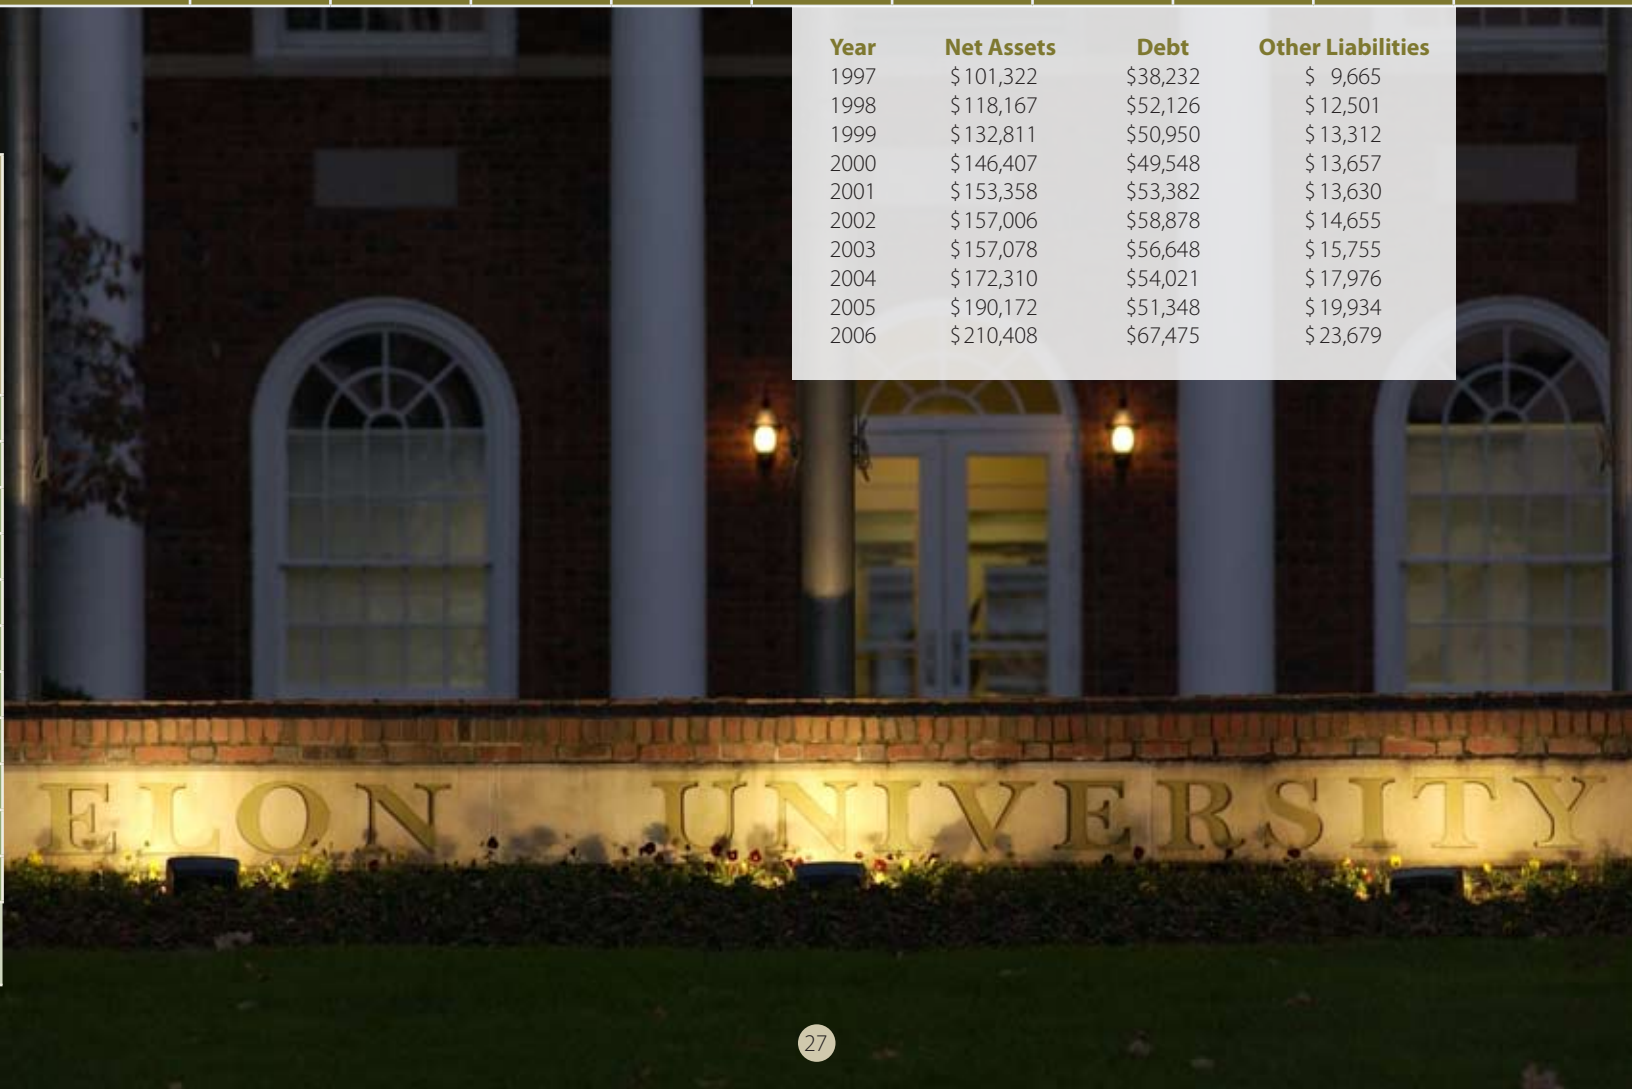 Year Net Assets Debt Other Liabilities
1997 $101,322 $38,232 $ 9,665
1998 $118,167 $52,126 $12,501
1999 $132,811 $50,950 $13,312
2000 $146,407 $49,548 $13,657
2001 $153,358 $53,382 $13,630
2002 $157,006 $58,878 $14,655
2003 $157,078 $56,648 $15,755
2004 $172,310 $54,021 $17,976
2005 $190,172 $51,348 $19,934
2006 $210,408 $67,475 $23,679
ELON UNIVERSITY
27